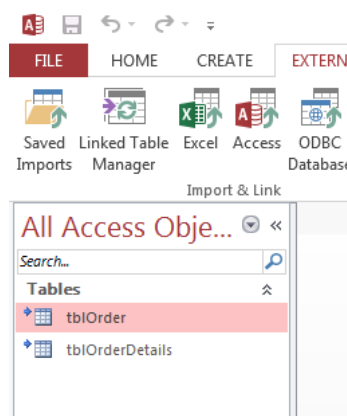 FILE HOME CREATE EXTERN
Saved Imports
Linked Table Manager
Excel
Access
ODBC Database
Import & Link
All Access Obje...
Search...
Tables
tblOrder
tblOrderDetails